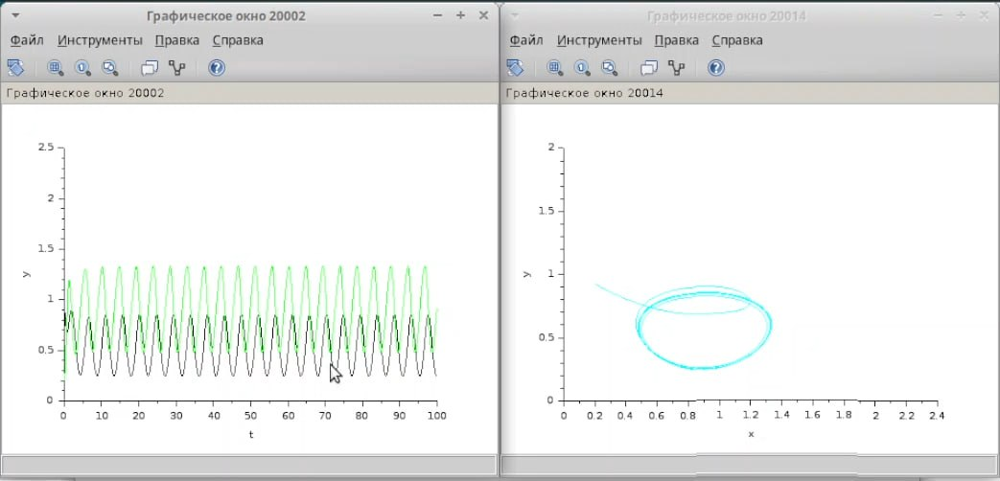 Графическое окно 20002
Файл Инструменты Правка Справка
Графическое окно 20002
2.5
2
1.5
1
0.5
0
y
0 10 20 30 40 50 60 70 80 90 100
t
Графическое окно 20014
Файл Инструменты Правка Справка
Графическое окно 20014
2
1.5
1
0.5
0
y
0 0.2 0.4 0.6 0.8 1 1.2 1.4 1.6 1.8 2 2.2 2.4
x